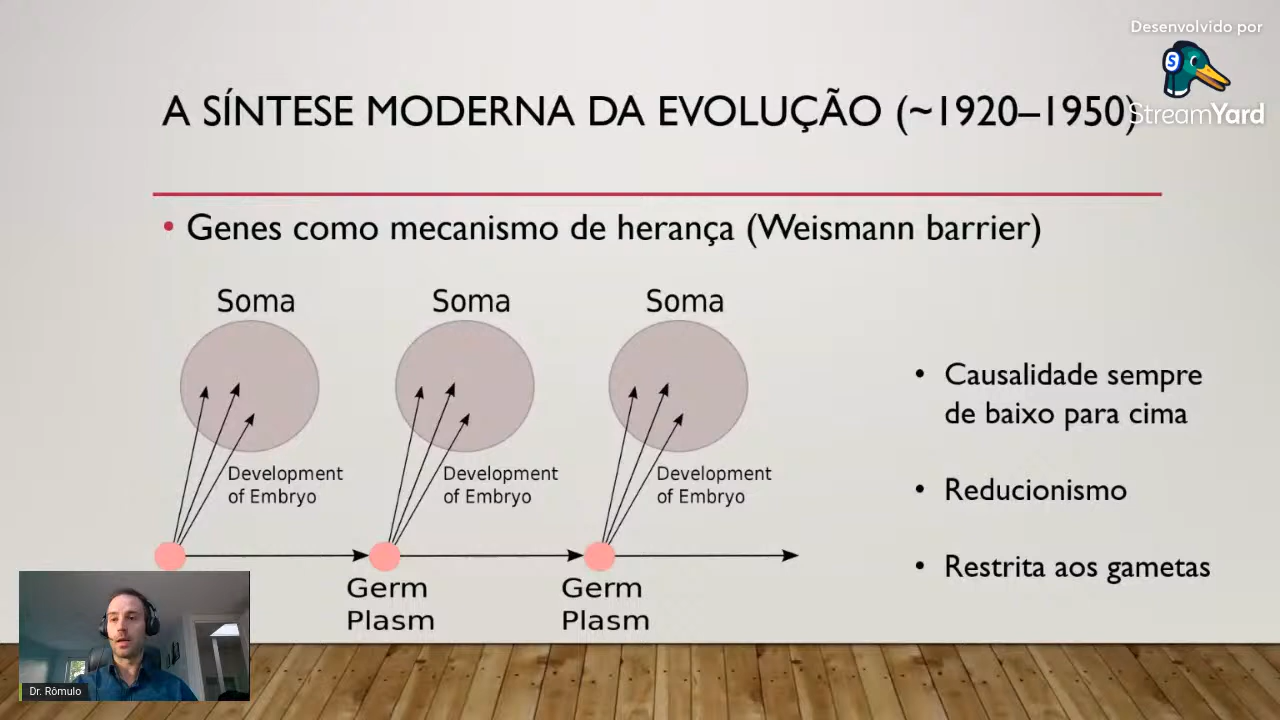 Desenvolvido por
StreamYard
A SÍNTESE MODERNA DA EVOLUÇÃO (~1920–1950)
• Genes como mecanismo de herança (Weismann barrier)
Soma
Soma
Soma
Development
of Embryo
Development
of Embryo
Development
of Embryo
Germ
Plasm
Germ
Plasm
• Causalidade sempre
de baixo para cima
• Reducionismo
• Restrita aos gametas
Dr. Rômulo